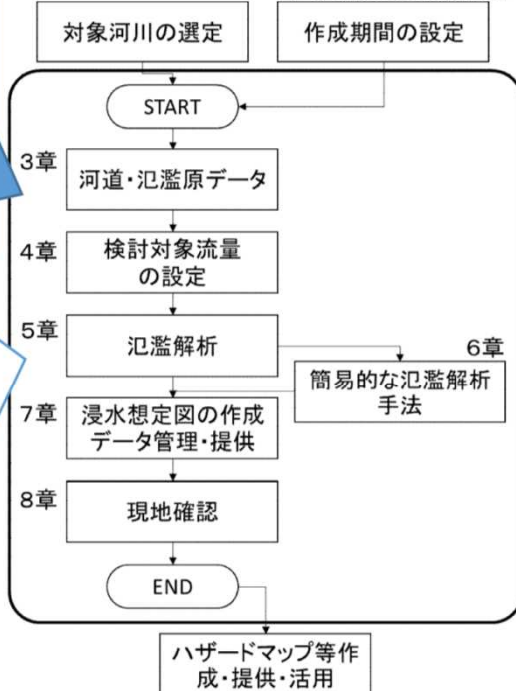 対象河川の選定
作成期間の設定
START
3章
河道・氾濫原データ
4章
検討対象流量
の設定
5章
氾濫解析
6章
簡易的な氾濫解析
手法
7章
浸水想定図の作成
データ管理・提供
8章
現地確認
END
ハザードマップ等作
成・提供・活用